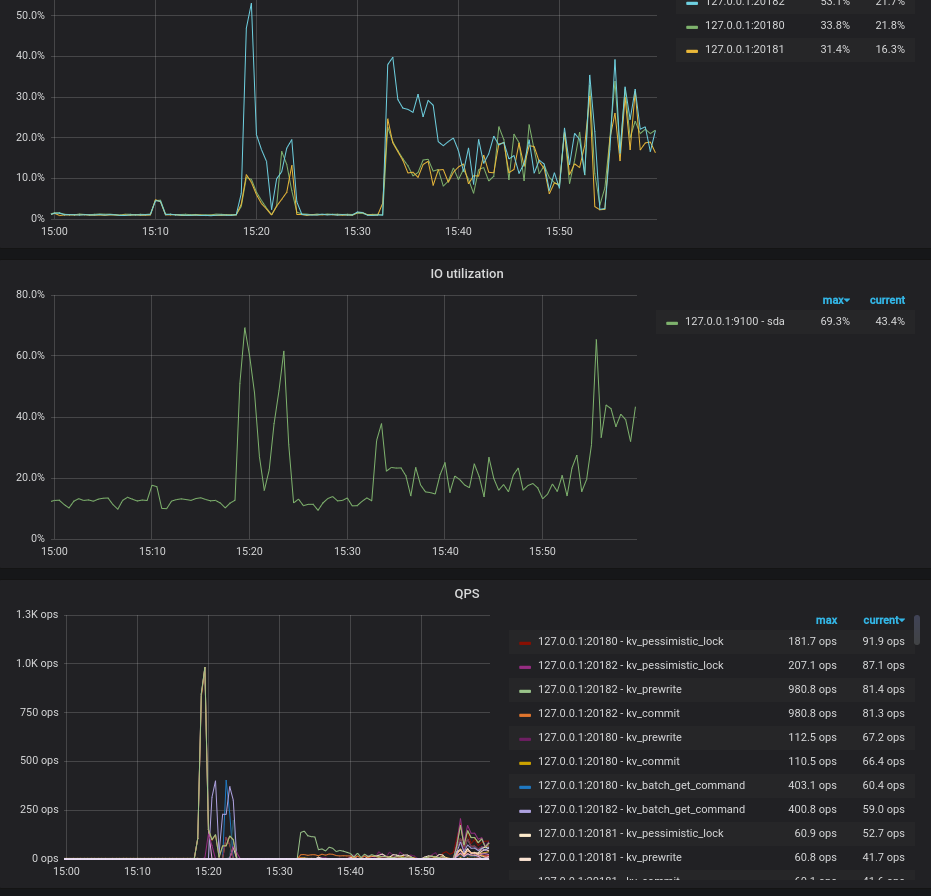 127.0.0.1:20182 53.1% 21.7%
50.0%
127.0.0.1:20180 33.8% 21.8%
127.0.0.1:20181 31.4% 16.3%
40.0%
30.0%
20.0%
10.0%
0%
15:00 15:10 15:20 15:30 15:40 15:50
IO utilization
80.0%
max current
127.0.0.1:9100 - sda 69.3% 43.4%
60.0%
40.0%
20.0%
0%
15:00 15:10 15:20 15:30 15:40 15:50
QPS
1.3K ops
max current
127.0.0.1:20180 - kv_pessimistic_lock 181.7 ops 91.9 ops
1.0K ops
127.0.0.1:20182 - kv_pessimistic_lock 207.1 ops 87.1 ops
127.0.0.1:20182 - kv_prewrite 980.8 ops 81.4 ops
750 ops
127.0.0.1:20182 - kv_commit 980.8 ops 81.3 ops
127.0.0.1:20180 - kv_prewrite 112.5 ops 67.2 ops
500 ops
127.0.0.1:20180 - kv_commit 110.5 ops 66.4 ops
127.0.0.1:20180 - kv_batch_get_command 403.1 ops 60.4 ops
250 ops
127.0.0.1:20182 - kv_batch_get_command 400.8 ops 59.0 ops
127.0.0.1:20181 - kv_pessimistic_lock 60.9 ops 52.7 ops
0 ops
127.0.0.1:20181 - kv_prewrite 60.8 ops 41.7 ops
15:00 15:10 15:20 15:30 15:40 15:50
127.0.0.1:20181 - kv_commit